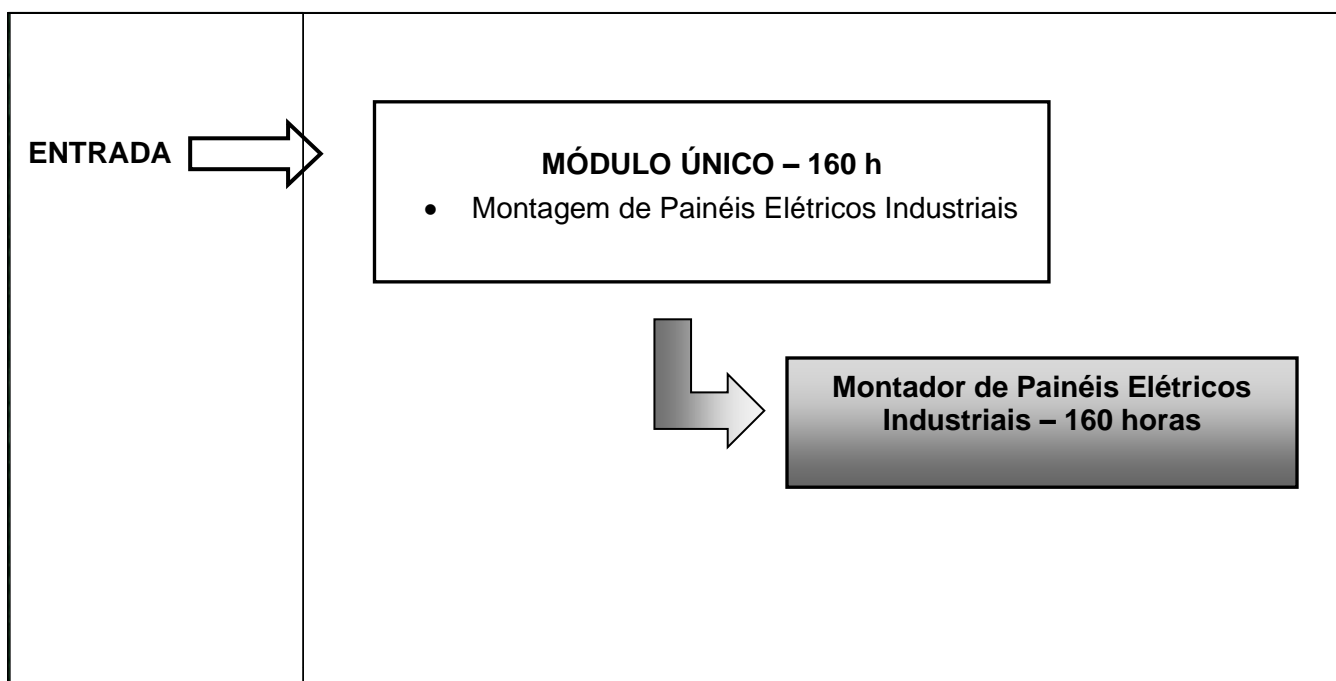 ENTRADA
MÓDULO ÚNICO – 160 h
• Montagem de Painéis Elétricos Industriais
Montador de Painéis Elétricos
Industriais – 160 horas